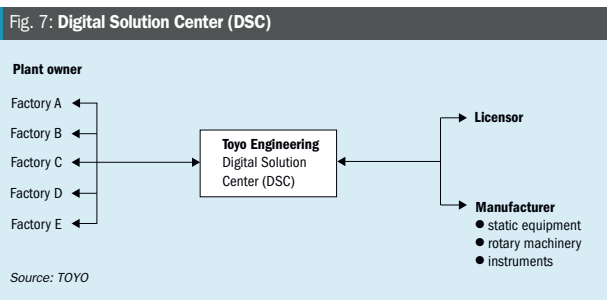 Fig. 7: Digital Solution Center (DSC)
Plant owner
Factory A
Factory B
Factory C
Factory D
Factory E
Toyo Engineering
Digital Solution
Center (DSC)
Licensor
Manufacturer
● static equipment
● rotary machinery
● instruments
Source: TOYO